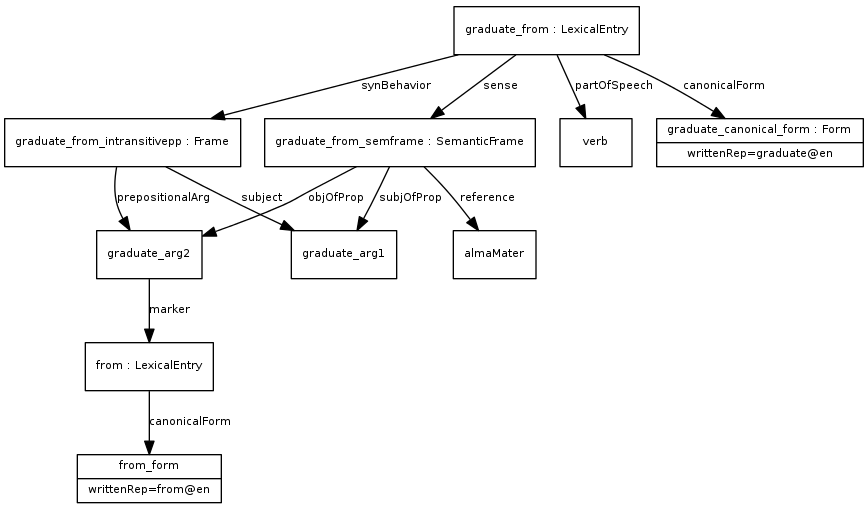 graduate_from : LexicalEntry
synBehavior
sense
partOfSpeech
canonicalForm
graduate_from_intransitivepp : Frame
graduate_from_semframe : SemanticFrame
verb
graduate_canonical_form : Form
writtenRep=graduate@en
prepositionalArg
subject
objOfProp
subjOfProp
reference
graduate_arg2
graduate_arg1
almaMater
marker
from : LexicalEntry
canonicalForm
from_form
writtenRep=from@en